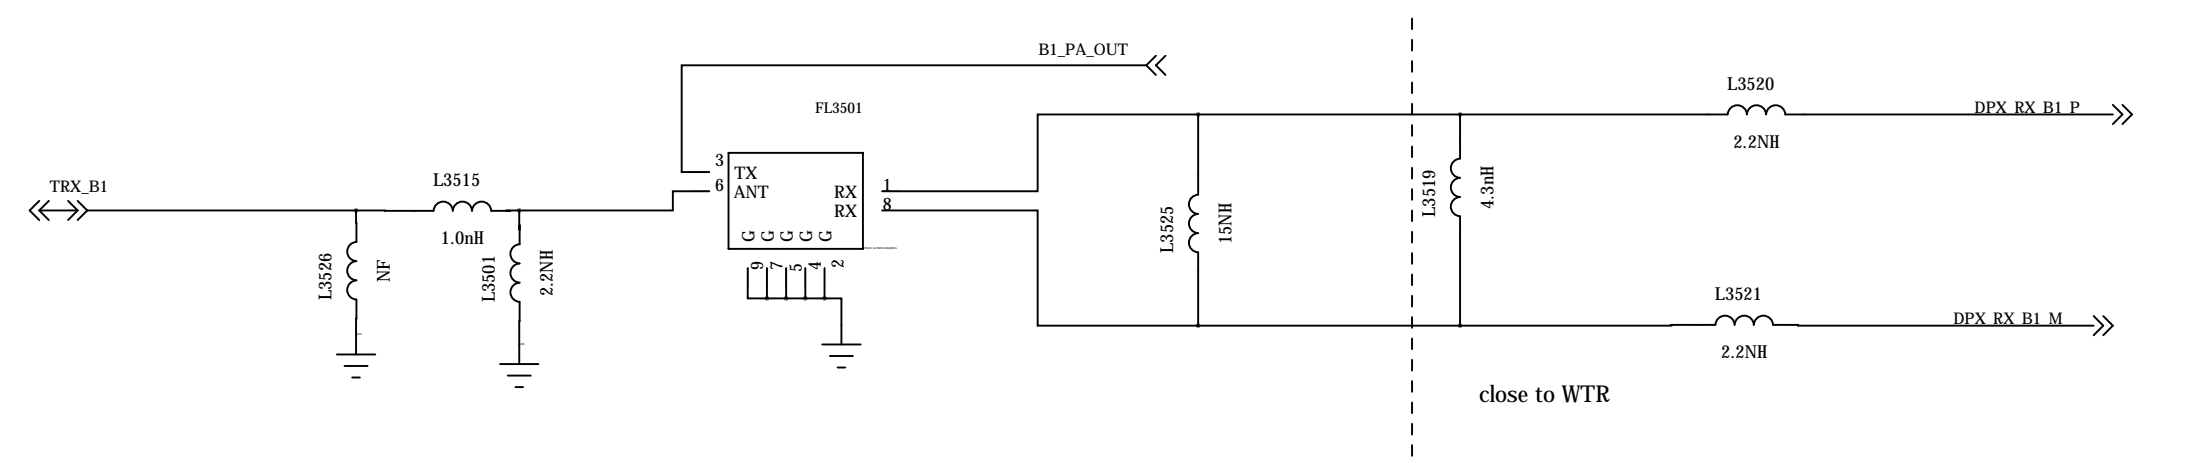 B1_PA_OUT
FL3501
L3520
DPX_RX_B1_P
2.2NH
TRX_B1
L3515
1.0nH
3
TX
6
ANT
RX
1
RX
8
G G G G G
9 7 5 4 2
L3526
NF
L3501
2.2NH
L3525
15NH
L3519
4.3nH
L3521
DPX_RX_B1_M
2.2NH
close to WTR